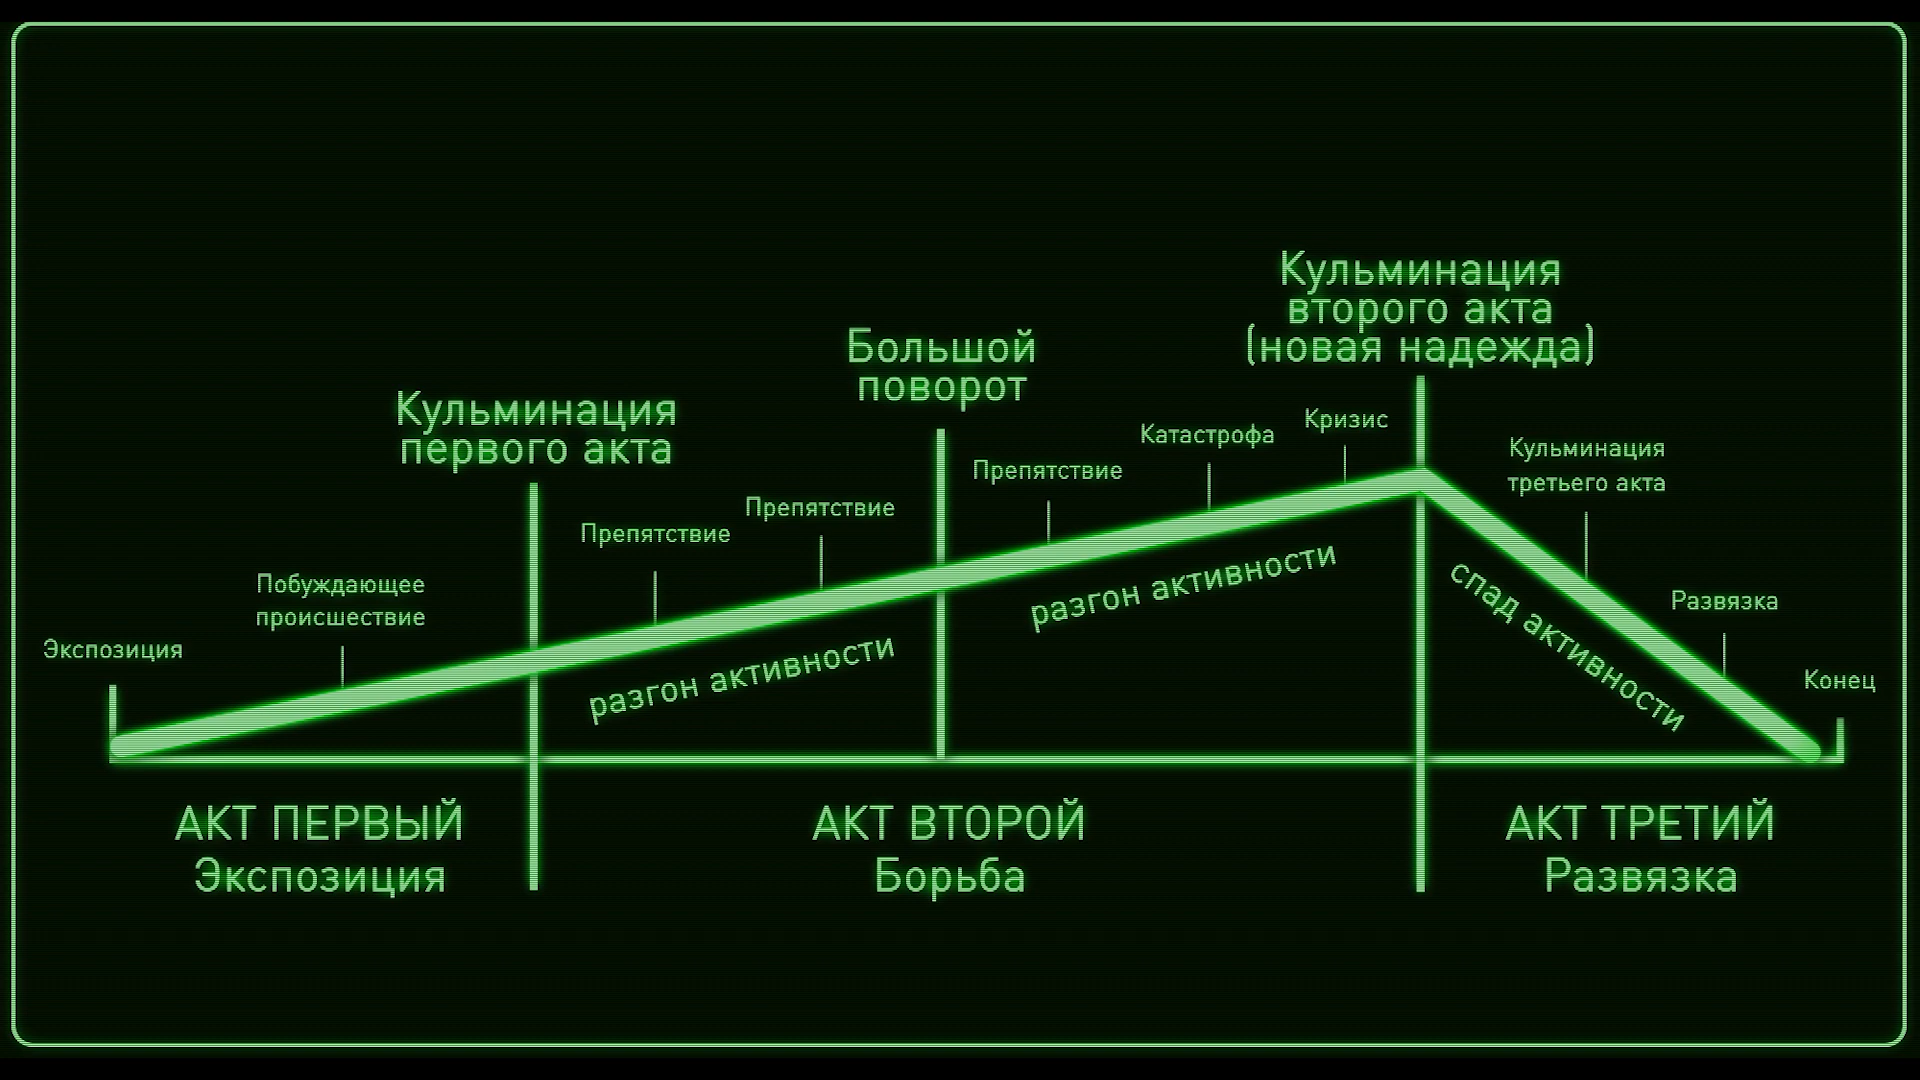 Кульминация
второго акта
(новая надежда)
Большой
поворот
Кульминация
первого акта
Кризис
Катастрофа
Кульминация
третьего акта
Препятствие
Препятствие
Препятствие
Побуждающее
происшествие
Экспозиция
Развязка
Конец
разгон активности
разгон активности
спад активности
АКТ ПЕРВЫЙ
Экспозиция
АКТ ВТОРОЙ
Борьба
АКТ ТРЕТИЙ
Развязка